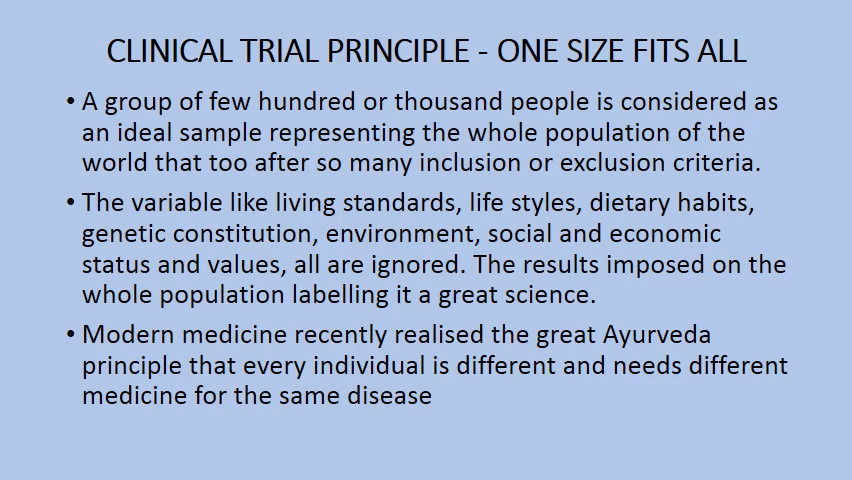 CLINICAL TRIAL PRINCIPLE - ONE SIZE FITS ALL
• A group of few hundred or thousand people is considered as
an ideal sample representing the whole population of the
world that too after so many inclusion or exclusion criteria.
• The variable like living standards, life styles, dietary habits,
genetic constitution, environment, social and economic
status and values, all are ignored. The results imposed on the
whole population labelling it a great science.
• Modern medicine recently realised the great Ayurveda
principle that every individual is different and needs different
medicine for the same disease